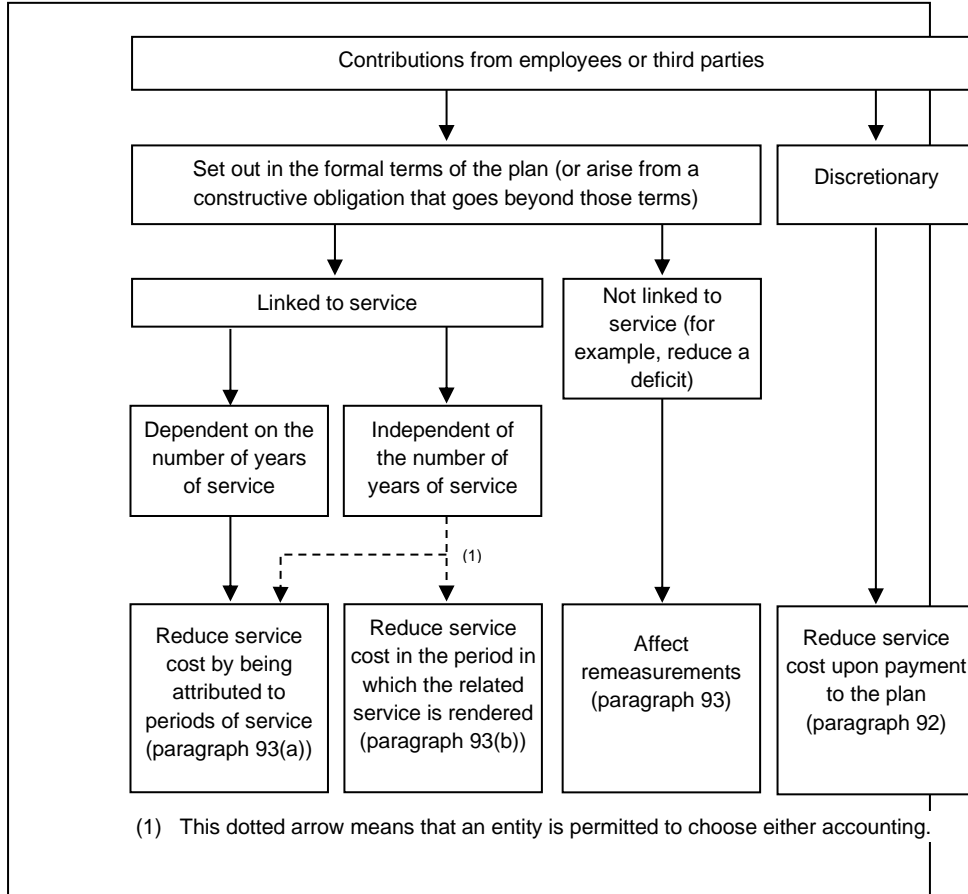 Contributions from employees or third parties
Set out in the formal terms of the plan (or arise from a
constructive obligation that goes beyond those terms)
Discretionary
Linked to service
Not linked to
service (for
example, reduce a
deficit)
Dependent on the
number of years
of service
Independent of
the number of
years of service
(1)
Reduce service
cost by being
attributed to
periods of service
(paragraph 93(a))
Reduce service
cost in the period in
which the related
service is rendered
(paragraph 93(b))
Affect
remeasurements
(paragraph 93)
Reduce service
cost upon payment
to the plan
(paragraph 92)
(1) This dotted arrow means that an entity is permitted to choose either accounting.